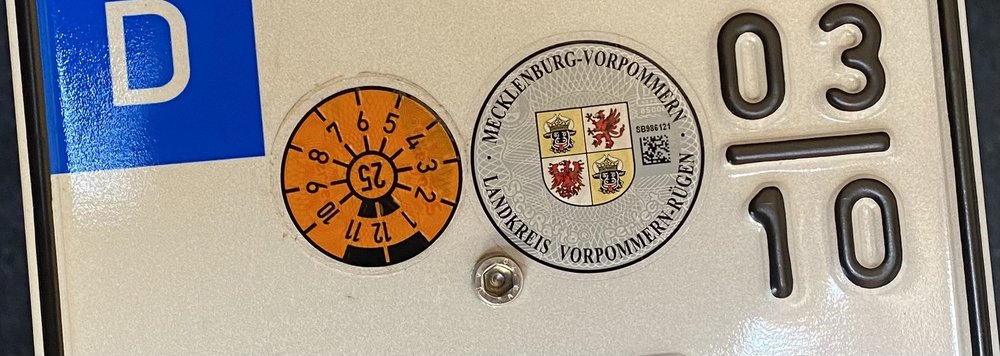 D
7 6 5 4 3 2 1 12 11 10 9 8
25
MECKLENBURG-VORPOMMERN
SB986121
LANDKREIS VORPOMMERN-RÜGEN
03
10